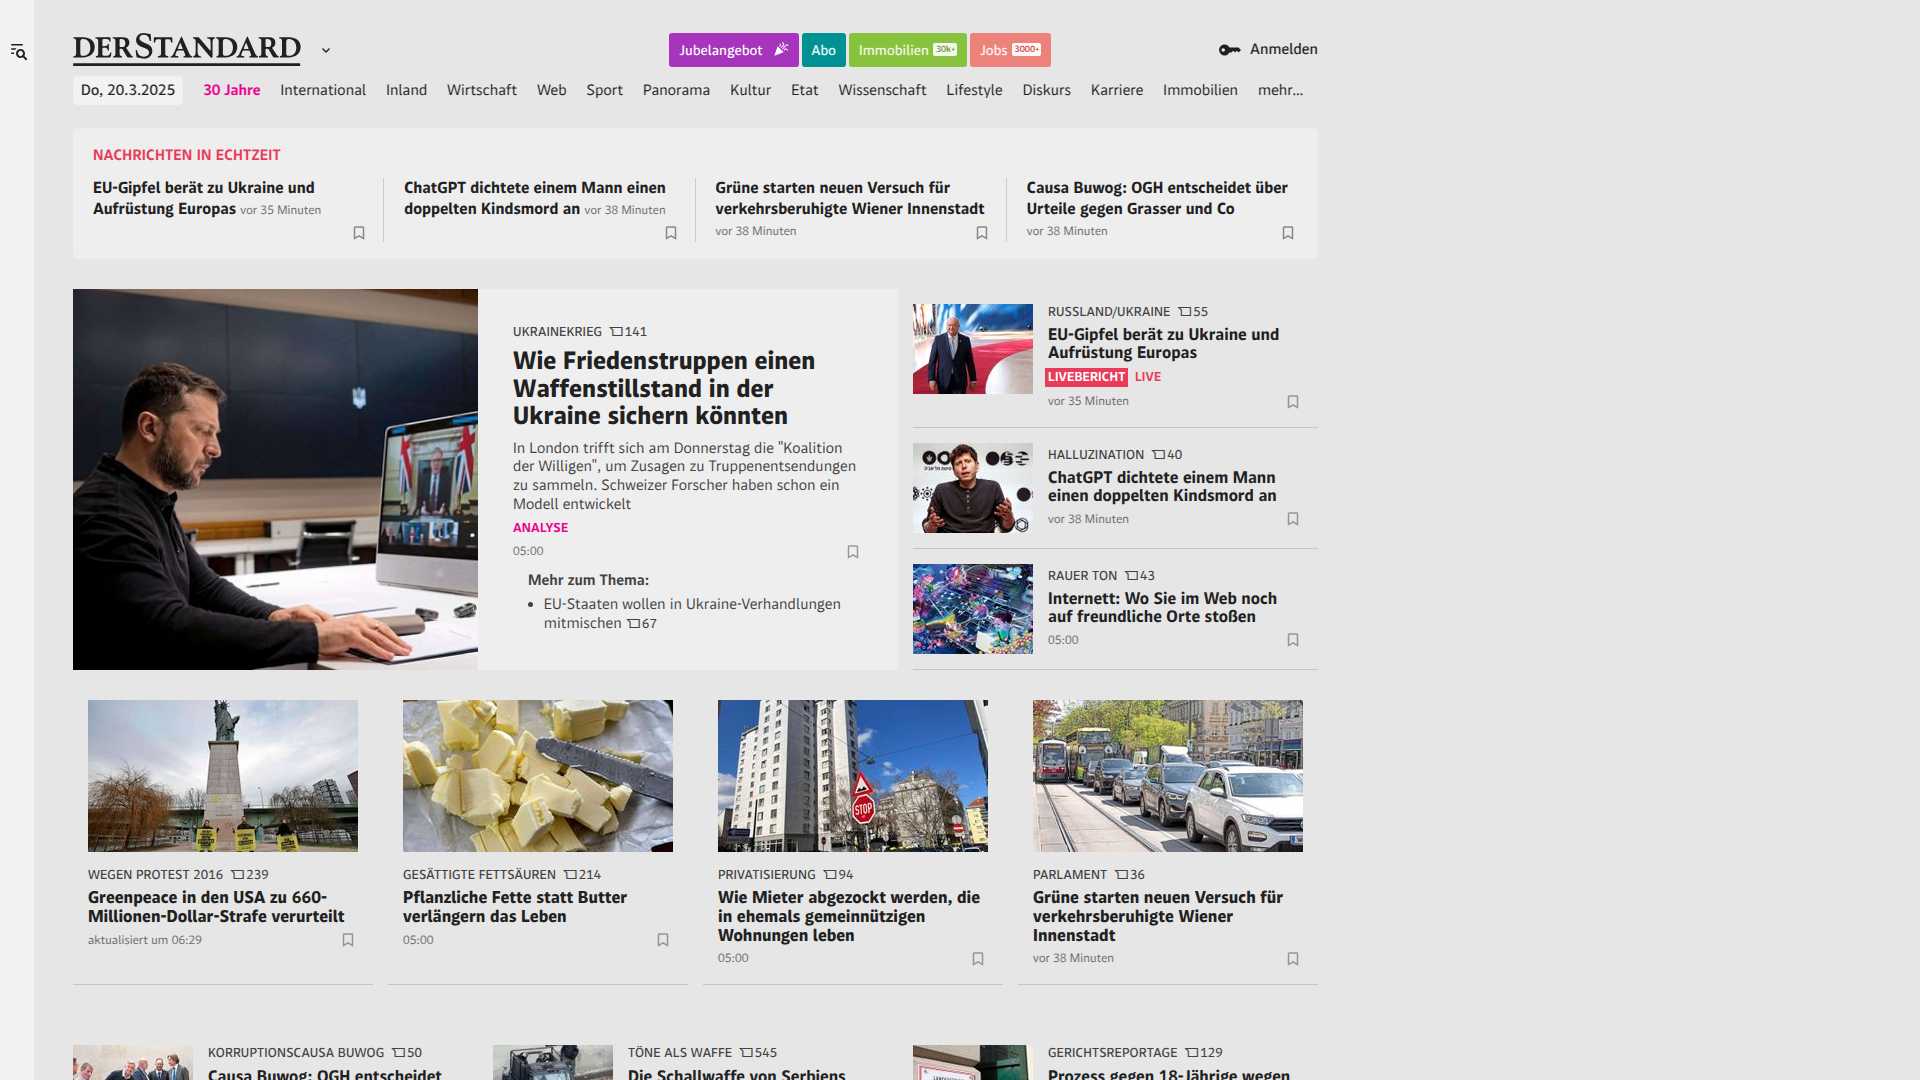 DERSTANDARD
Jubelangebot
Abo
Immobilien 30k+
Jobs 3000+
Anmelden
Do, 20.3.2025
30 Jahre
International
Inland
Wirtschaft
Web
Sport
Panorama
Kultur
Etat
Wissenschaft
Lifestyle
Diskurs
Karriere
Immobilien
mehr...
NACHRICHTEN IN ECHTZEIT
EU-Gipfel berät zu Ukraine und
Aufrüstung Europas vor 35 Minuten
ChatGPT dichtete einem Mann einen
doppelten Kindsmord an vor 38 Minuten
Grüne starten neuen Versuch für
verkehrsberuhigte Wiener Innenstadt
vor 38 Minuten
Causa Buwog: OGH entscheidet über
Urteile gegen Grasser und Co
vor 38 Minuten
UKRAINEKRIEG 141
Wie Friedenstruppen einen
Waffenstillstand in der
Ukraine sichern könnten
In London trifft sich am Donnerstag die "Koalition
der Willigen", um Zusagen zu Truppenentsendungen
zu sammeln. Schweizer Forscher haben schon ein
Modell entwickelt
ANALYSE
05:00
Mehr zum Thema:
• EU-Staaten wollen in Ukraine-Verhandlungen
mitmischen 67
RUSSLAND/UKRAINE 55
EU-Gipfel berät zu Ukraine und
Aufrüstung Europas
LIVEBERICHT LIVE
vor 35 Minuten
HALLUZINATION 40
ChatGPT dichtete einem Mann
einen doppelten Kindsmord an
vor 38 Minuten
RAUER TON 43
Internett: Wo Sie im Web noch
auf freundliche Orte stoßen
05:00
WEGEN PROTEST 2016 239
Greenpeace in den USA zu 660-
Millionen-Dollar-Strafe verurteilt
aktualisiert um 06:29
GESÄTTIGTE FETTSÄUREN 214
Pflanzliche Fette statt Butter
verlängern das Leben
05:00
STOP
PRIVATISIERUNG 94
Wie Mieter abgezockt werden, die
in ehemals gemeinnützigen
Wohnungen leben
05:00
PARLAMENT 36
Grüne starten neuen Versuch für
verkehrsberuhigte Wiener
Innenstadt
vor 38 Minuten
KORRUPTIONSCAUSA BUWOG 50
Causa Buwog: OGH entscheidet
TÖNE ALS WAFFE 545
Die Schallwaffe von Serbiens
GERICHTSREPORTAGE 129
Prozess gegen 18-Jährige wegen